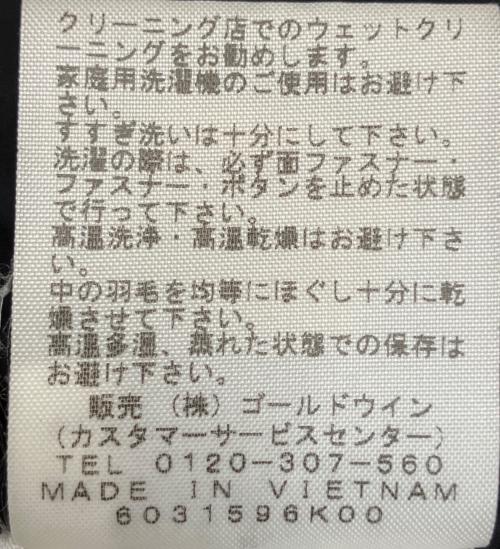 クリーニング店でのウェットクリ
ーニングをお勧めします。
家庭用洗濯機のご使用はお避け下
さい。
すすぎ洗いは十分にして下さい。
洗濯の際は、必ず面ファスナー・
ファスナー・ボタンを止めた状態
で行って下さい。
高温洗浄・高温乾燥はお避け下さ
い。
中の羽毛を均等にほぐし十分に乾
燥させて下さい。
高温多湿、蒸れた状態での保存は
お避け下さい。
販売 (株)ゴールドウイン
(カスタマーサービスセンター)
TEL 0120-307-560
MADE IN VIETNAM
6031596K00